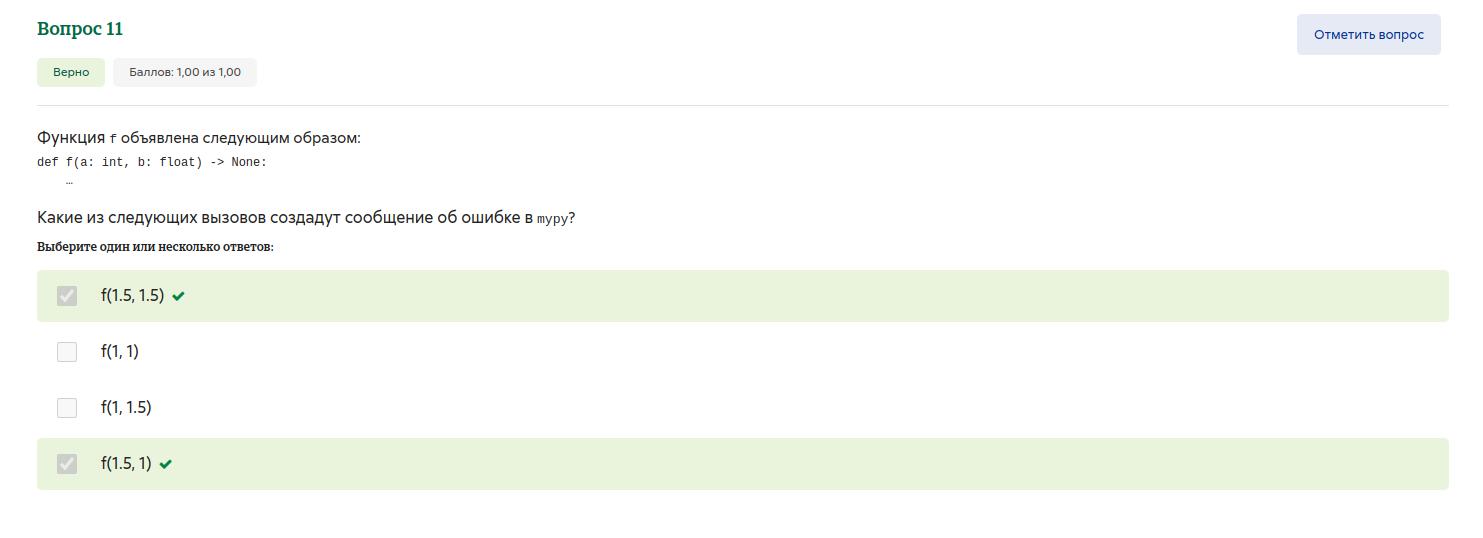 Вопрос 11
Отметить вопрос
Верно
Баллов: 1,00 из 1,00
Функция f объявлена следующим образом:
def f(a: int, b: float) -> None:
…
Какие из следующих вызовов создадут сообщение об ошибке в mypy?
Выберите один или несколько ответов:
f(1.5, 1.5)
f(1, 1)
f(1, 1.5)
f(1.5, 1)